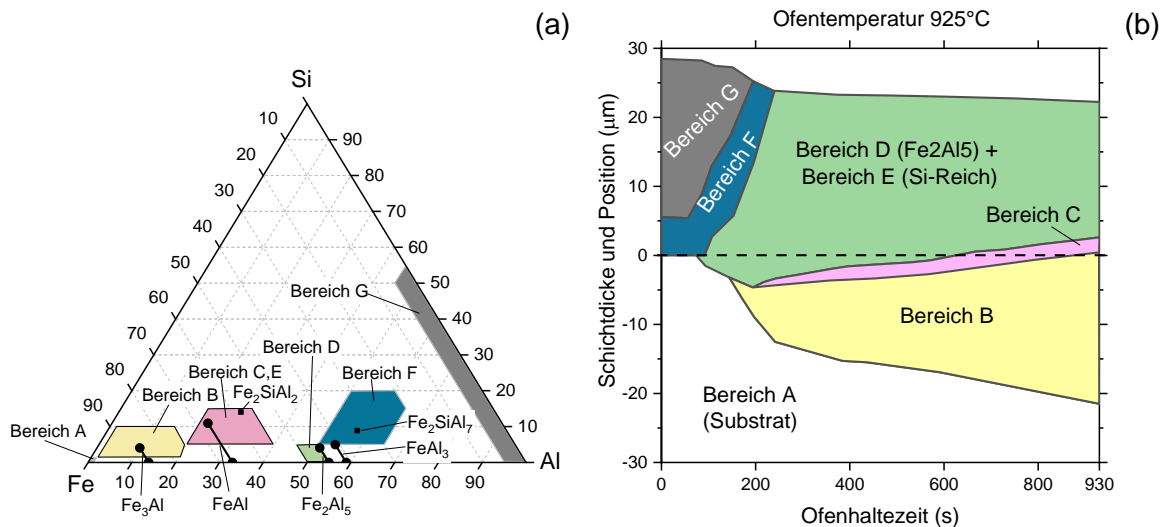 (a)
Si
10
20
30
40
50
60
70
80
90
90
80
70
60
50
40
30
20
10
Bereich G
Bereich D
Bereich C,E
Fe2SiAl2
Bereich F
Bereich B
Bereich A
Fe2SiAl7
FeAl3
Fe
Al
10 20 30 40 50 60 70 80 90
Fe3Al
FeAl
Fe2Al5
(b)
Ofentemperatur 925°C
Schichtdicke und Position (µm)
30
20
10
0
-10
-20
-30
Bereich G
Bereich F
Bereich D (Fe2Al5) +
Bereich E (Si-Reich)
Bereich C
Bereich B
Bereich A
(Substrat)
0 200 400 600 800 930
Ofenhaltezeit (s)